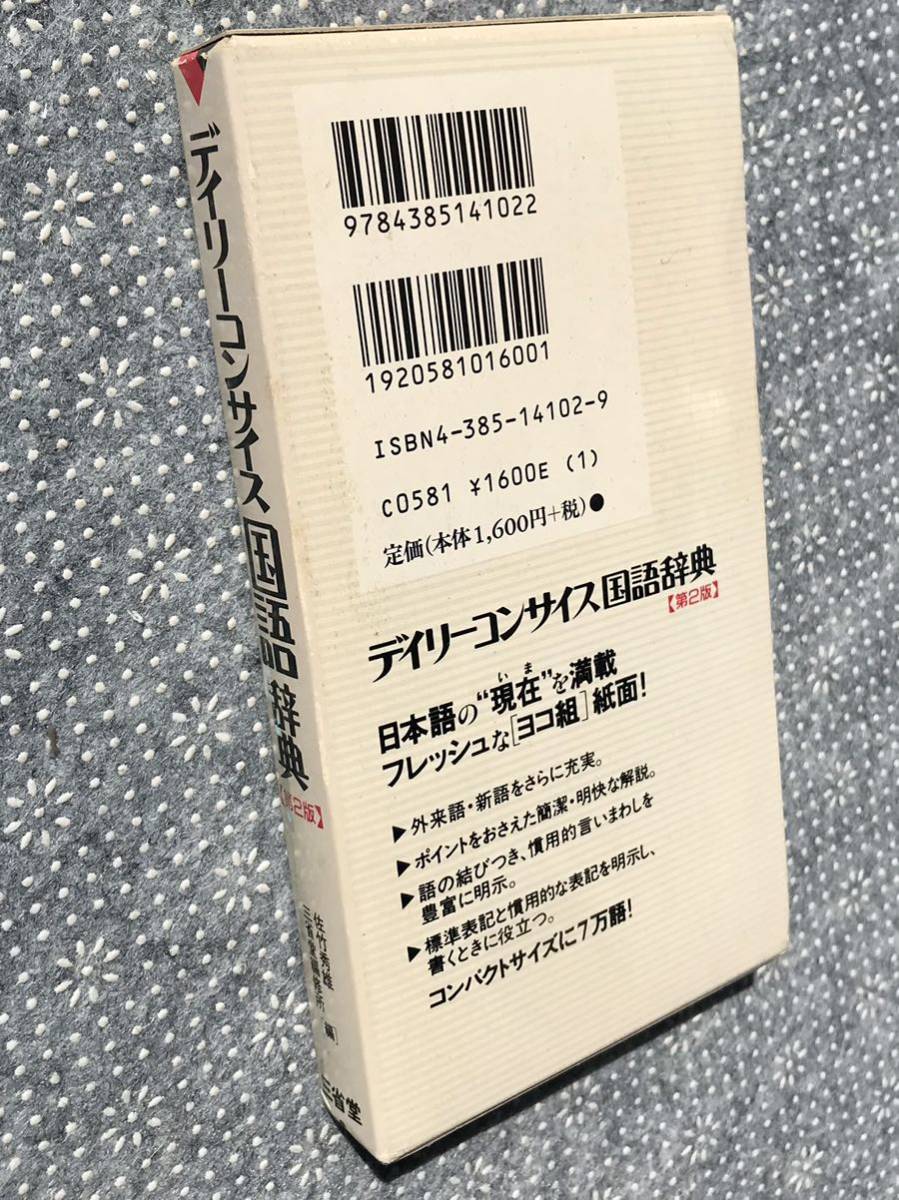 デイリーコンサイス国語辞典
【第2版】
佐竹秀雄
三省堂編修所 [編]
三省堂
9784385141022
1920581016001
ISBN4-385-14102-9
C0581 ¥1600E (1)
定価(本体1,600円+税)●
デイリーコンサイス国語辞典
【第2版】
いま
日本語の“現在”を満載
フレッシュな[ヨコ組]紙面!
▶外来語・新語をさらに充実。
▶ポイントをおさえた簡潔・明快な解説。
▶語の結びつき、慣用的言いまわしを
豊富に明示。
▶標準表記と慣用的な表記を明示し、
書くときに役立つ。
コンパクトサイズに7万語!